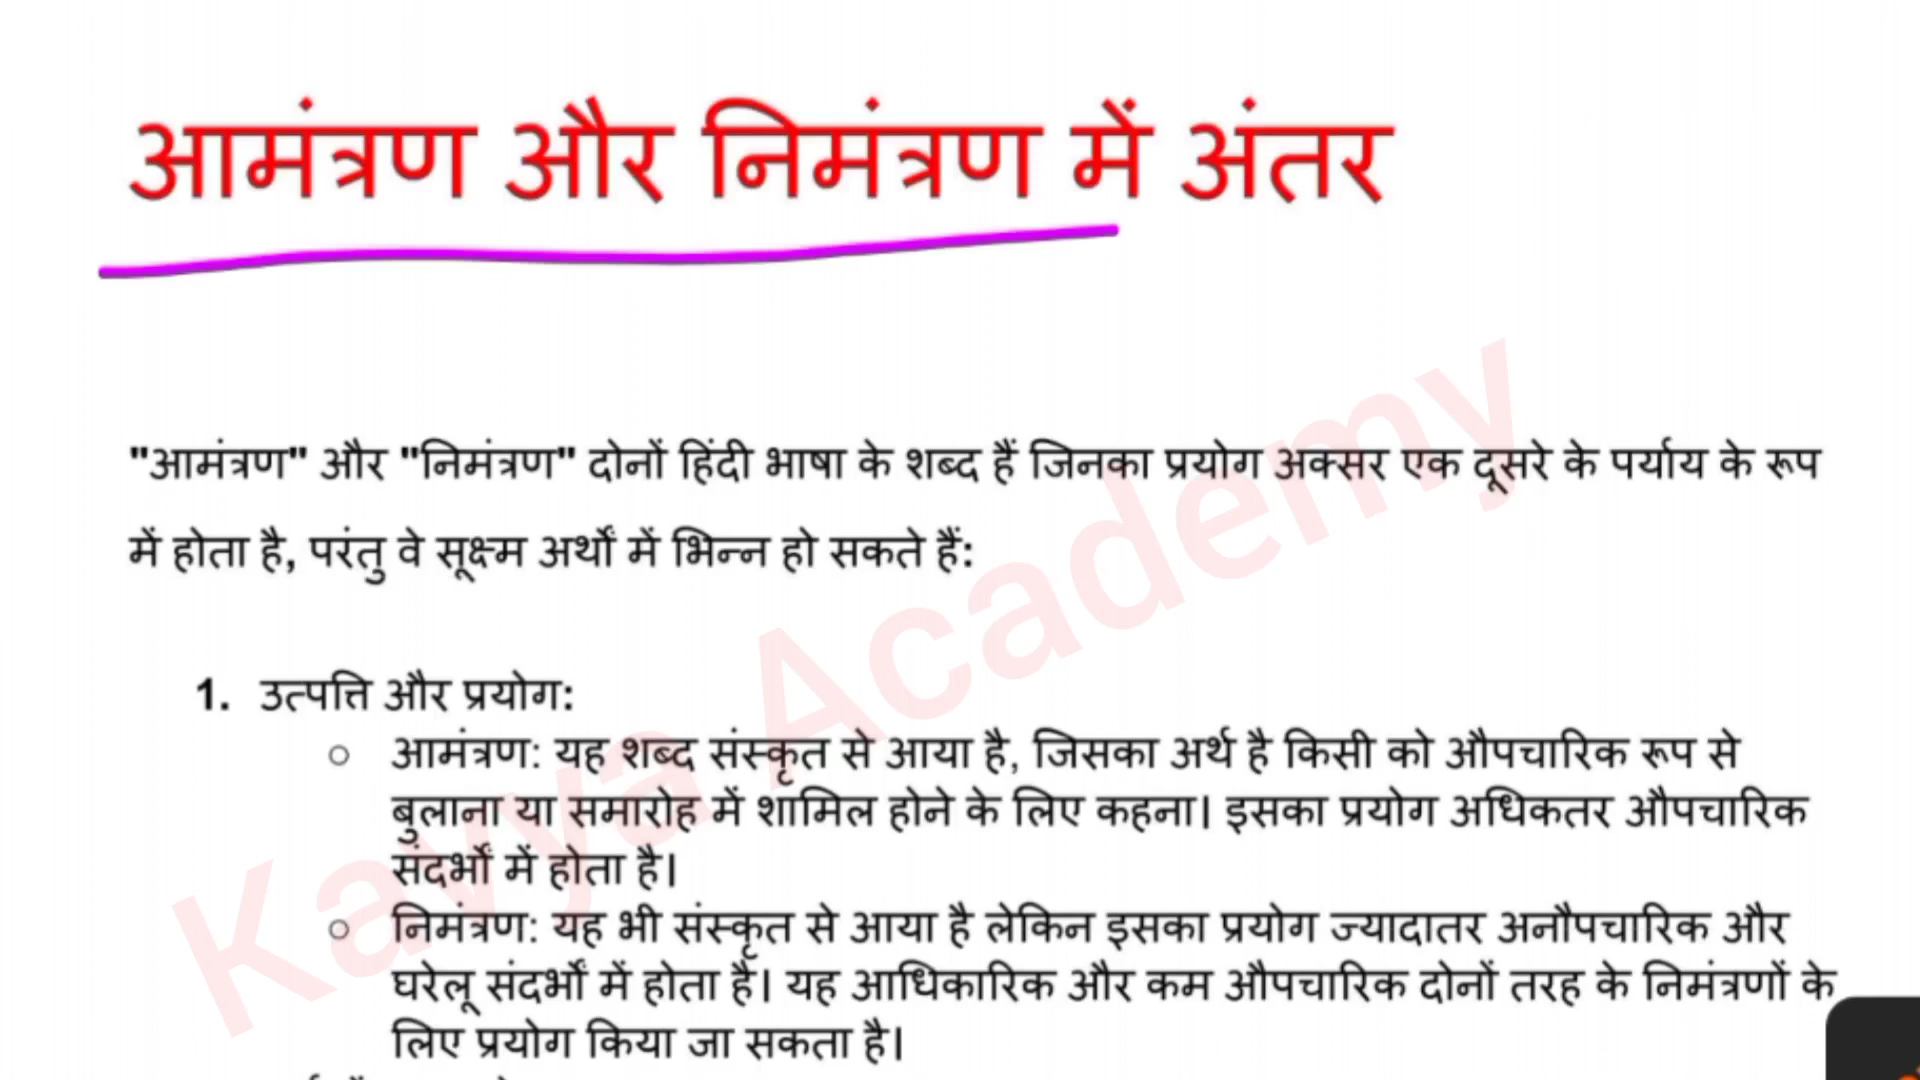 आमंत्रण और निमंत्रण में अंतर
"आमंत्रण" और "निमंत्रण" दोनों हिंदी भाषा के शब्द हैं जिनका प्रयोग अक्सर एक दूसरे के पर्याय के रूप
में होता है, परंतु वे सूक्ष्म अर्थों में भिन्न हो सकते हैं:
1. उत्पत्ति और प्रयोग:
○ आमंत्रण: यह शब्द संस्कृत से आया है, जिसका अर्थ है किसी को औपचारिक रूप से
बुलाना या समारोह में शामिल होने के लिए कहना। इसका प्रयोग अधिकतर औपचारिक
संदर्भों में होता है।
○ निमंत्रण: यह भी संस्कृत से आया है लेकिन इसका प्रयोग ज्यादातर अनौपचारिक और
घरेलू संदर्भों में होता है। यह आधिकारिक और कम औपचारिक दोनों तरह के निमंत्रणों के
लिए प्रयोग किया जा सकता है।
Kavya Academy